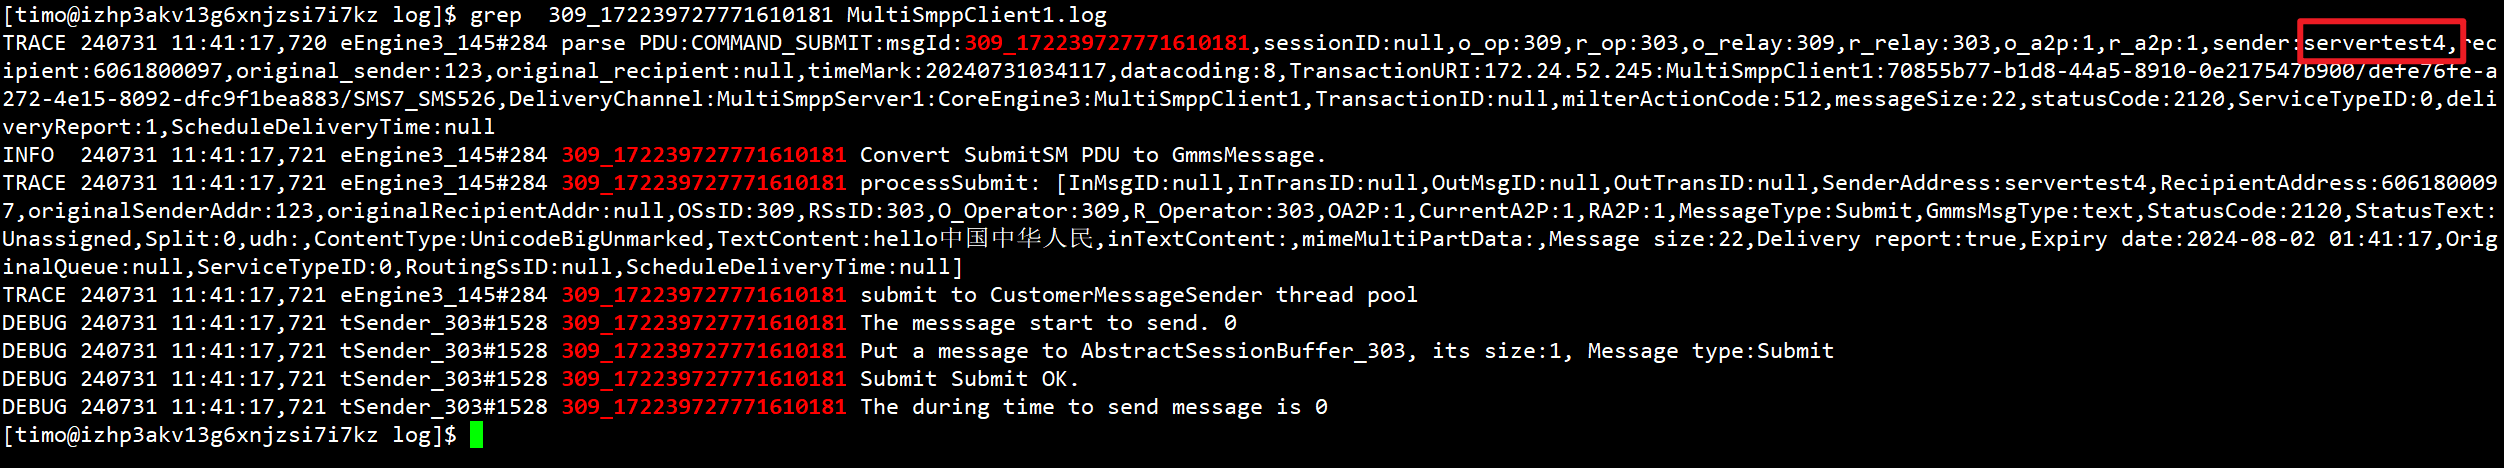 [timo@izhp3akv13g6xnjzsi7i7kz log]$ grep  309_1722397277716​10181 MultiSmppClient1.log
TRACE 240731 11:41:17,720 eEngine3_145#284 parse PDU:COMMAND_SUBMIT:msgId:309_172239727771610181,sessionID:null,o_op:309,r_op:303,o_relay:309,r_relay:303,o_a2p:1,r_a2p:1,sender:servertest4,rec
ipient:6061800097,original_sender:123,original_recipient:null,timeMark:20240731034117,datacoding:8,TransactionURI:172.24.52.245:MultiSmppClient1:70855b77-b1d8-44a5-8910-0e217547b900/defe76fe-a
272-4e15-8092-dfc9f1bea883/SMS7_SMS526,DeliveryChannel:MultiSmppServer1:CoreEngine3:MultiSmppClient1,TransactionID:null,milterActionCode:512,messageSize:22,statusCode:2120,ServiceTypeID:0,deli
veryReport:1,ScheduleDeliveryTime:null
INFO  240731 11:41:17,721 eEngine3_145#284 309_172239727771610181 Convert SubmitSM PDU to GmmsMessage.
TRACE 240731 11:41:17,721 eEngine3_145#284 309_172239727771610181 processSubmit: [InMsgID:null,InTransID:null,OutMsgID:null,OutTransID:null,SenderAddress:servertest4,RecipientAddress:606180009
7,originalSenderAddr:123,originalRecipientAddr:null,OSsID:309,RSsID:303,O_Operator:309,R_Operator:303,OA2P:1,CurrentA2P:1,RA2P:1,MessageType:Submit,GmmsMsgType:text,StatusCode:2120,StatusText:
Unassigned,Split:0,udh:,ContentType:UnicodeBigUnmarked,TextContent:hello中国中华人民,inTextContent:,mimeMultiPartData:,Message size:22,Delivery report:true,Expiry date:2024-08-02 01:41:17,Orig
inalQueue:null,ServiceTypeID:0,RoutingSsID:null,ScheduleDeliveryTime:null]
TRACE 240731 11:41:17,721 eEngine3_145#284 309_172239727771610181 submit to CustomerMessageSender thread pool
DEBUG 240731 11:41:17,721 tSender_303#1528 309_172239727771610181 The messsage start to send. 0
DEBUG 240731 11:41:17,721 tSender_303#1528 309_172239727771610181 Put a message to AbstractSessionBuffer_303, its size:1, Message type:Submit
DEBUG 240731 11:41:17,721 tSender_303#1528 309_172239727771610181 Submit Submit OK.
DEBUG 240731 11:41:17,721 tSender_303#1528 309_172239727771610181 The during time to send message is 0
[timo@izhp3akv13g6xnjzsi7i7kz log]$